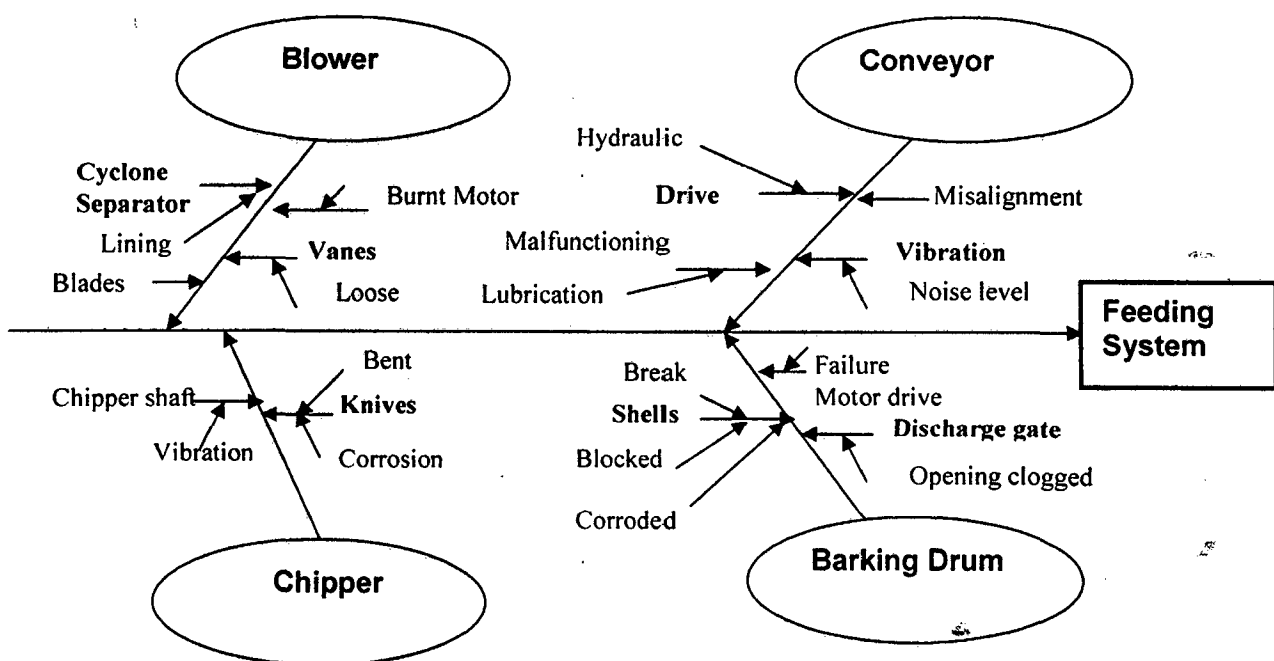 Blower
Conveyor
Hydraulic
Cyclone
Separator
Burnt Motor
Drive
Misalignment
Lining
Vanes
Malfunctioning
Vibration
Blades
Loose
Lubrication
Noise level
Feeding
System
Bent
Break
Failure
Chipper shaft
Knives
Shells
Motor drive
Discharge gate
Vibration
Corrosion
Blocked
Opening clogged
Corroded
Chipper
Barking Drum